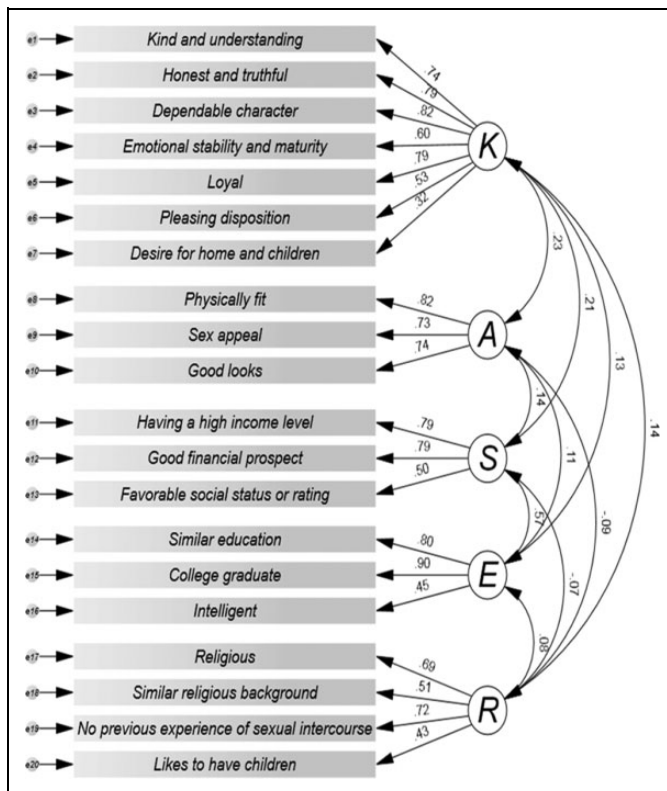 e1 Kind and understanding .74
e2 Honest and truthful .79
e3 Dependable character .82
e4 Emotional stability and maturity .60
e5 Loyal .79
e6 Pleasing disposition .53
e7 Desire for home and children .32
K
e8 Physically fit .82
e9 Sex appeal .73
e10 Good looks .74
A
e11 Having a high income level .79
e12 Good financial prospect .79
e13 Favorable social status or rating .50
S
e14 Similar education .80
e15 College graduate .90
e16 Intelligent .45
E
e17 Religious .69
e18 Similar religious background .51
e19 No previous experience of sexual intercourse .72
e20 Likes to have children .43
R
.23
.21
.13
.14
.14
.11
-.09
.57
-.07
.08